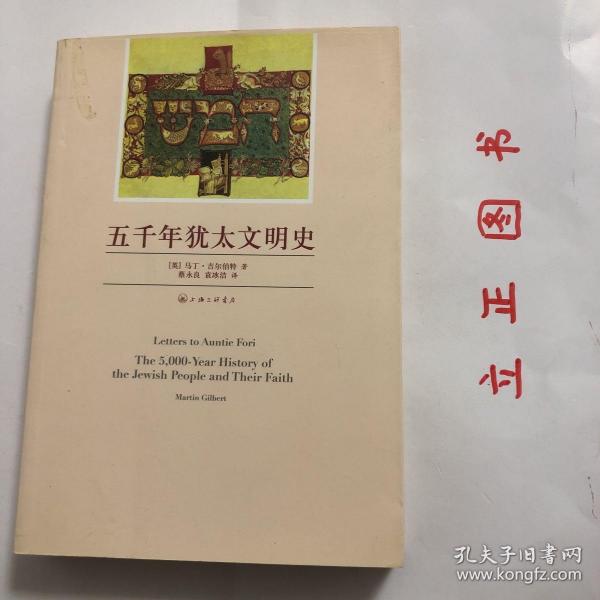 五千年犹太文明史
[英] 马丁·吉尔伯特 著
蔡永良 袁冰洁 译
上海三联书店
Letters to Auntie Fori
The 5,000-Year History of
the Jewish People and Their Faith
Martin Gilbert
立正图书
孔夫子旧书网
www.kongfz.com